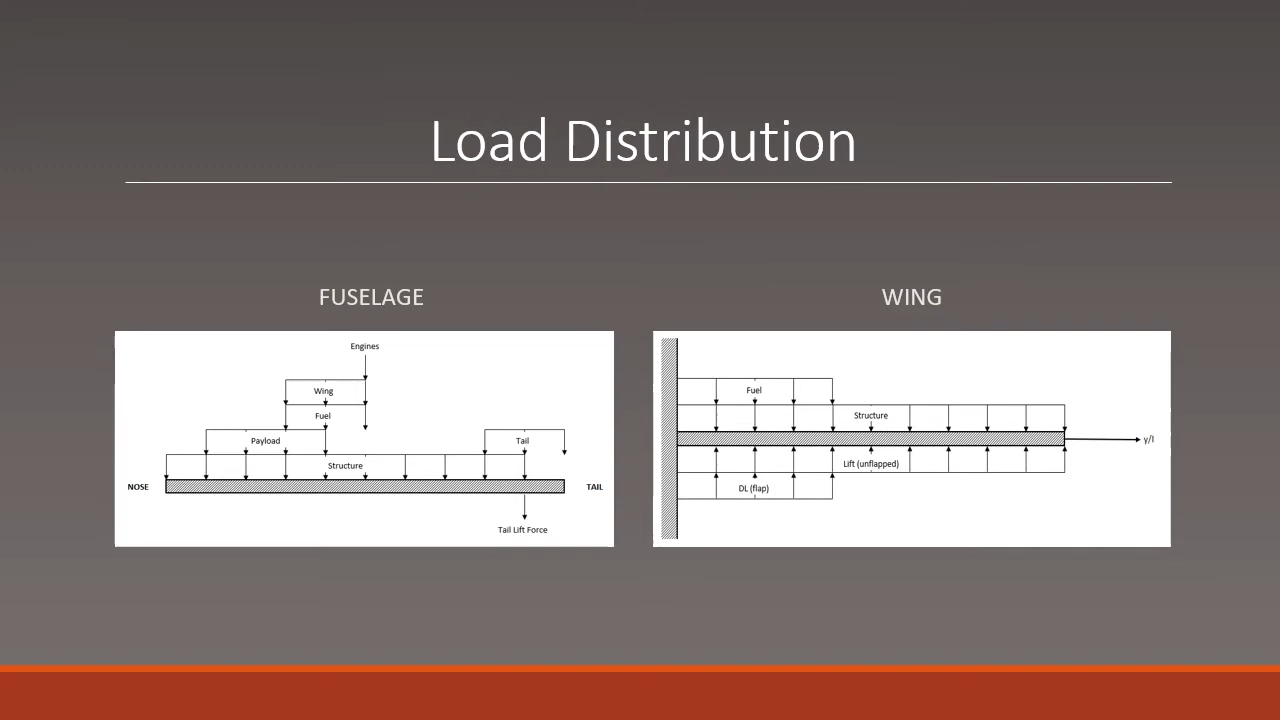 Load Distribution
FUSELAGE
Engines
Wing
Fuel
Payload
Tail
Structure
NOSE
TAIL
Tail Lift Force
WING
Fuel
Structure
y/l
Lift (unflapped)
DL (flap)